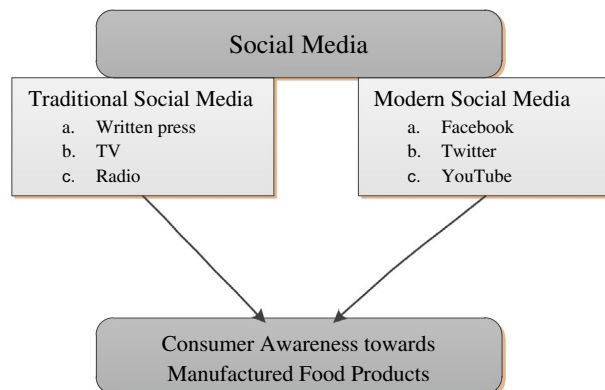 Social Media
Traditional Social Media
a. Written press
b. TV
c. Radio
Modern Social Media
a. Facebook
b. Twitter
c. YouTube
Consumer Awareness towards
Manufactured Food Products